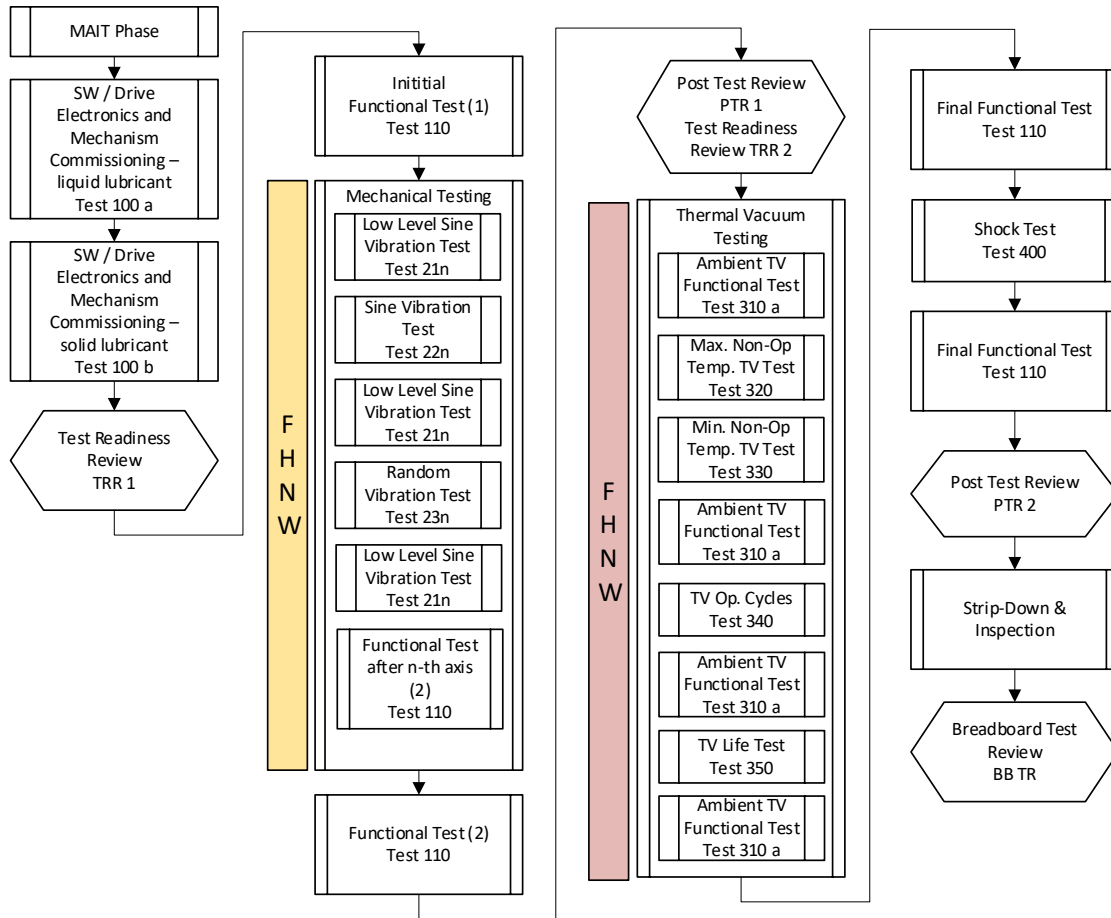 MAIT Phase
SW / Drive
Electronics and
Mechanism
Commissioning –
liquid lubricant
Test 100 a
SW / Drive
Electronics and
Mechanism
Commissioning –
solid lubricant
Test 100 b
Test Readiness
Review
TRR 1
Inititial
Functional Test (1)
Test 110
F
H
N
W
Mechanical Testing
Low Level Sine
Vibration Test
Test 21n
Sine Vibration
Test
Test 22n
Low Level Sine
Vibration Test
Test 21n
Random
Vibration Test
Test 23n
Low Level Sine
Vibration Test
Test 21n
Functional Test
after n-th axis
(2)
Test 110
Functional Test (2)
Test 110
Post Test Review
PTR 1
Test Readiness
Review TRR 2
F
H
N
W
Thermal Vacuum
Testing
Ambient TV
Functional Test
Test 310 a
Max. Non-Op
Temp. TV Test
Test 320
Min. Non-Op
Temp. TV Test
Test 330
Ambient TV
Functional Test
Test 310 a
TV Op. Cycles
Test 340
Ambient TV
Functional Test
Test 310 a
TV Life Test
Test 350
Ambient TV
Functional Test
Test 310 a
Final Functional Test
Test 110
Shock Test
Test 400
Final Functional Test
Test 110
Post Test Review
PTR 2
Strip-Down &
Inspection
Breadboard Test
Review
BB TR